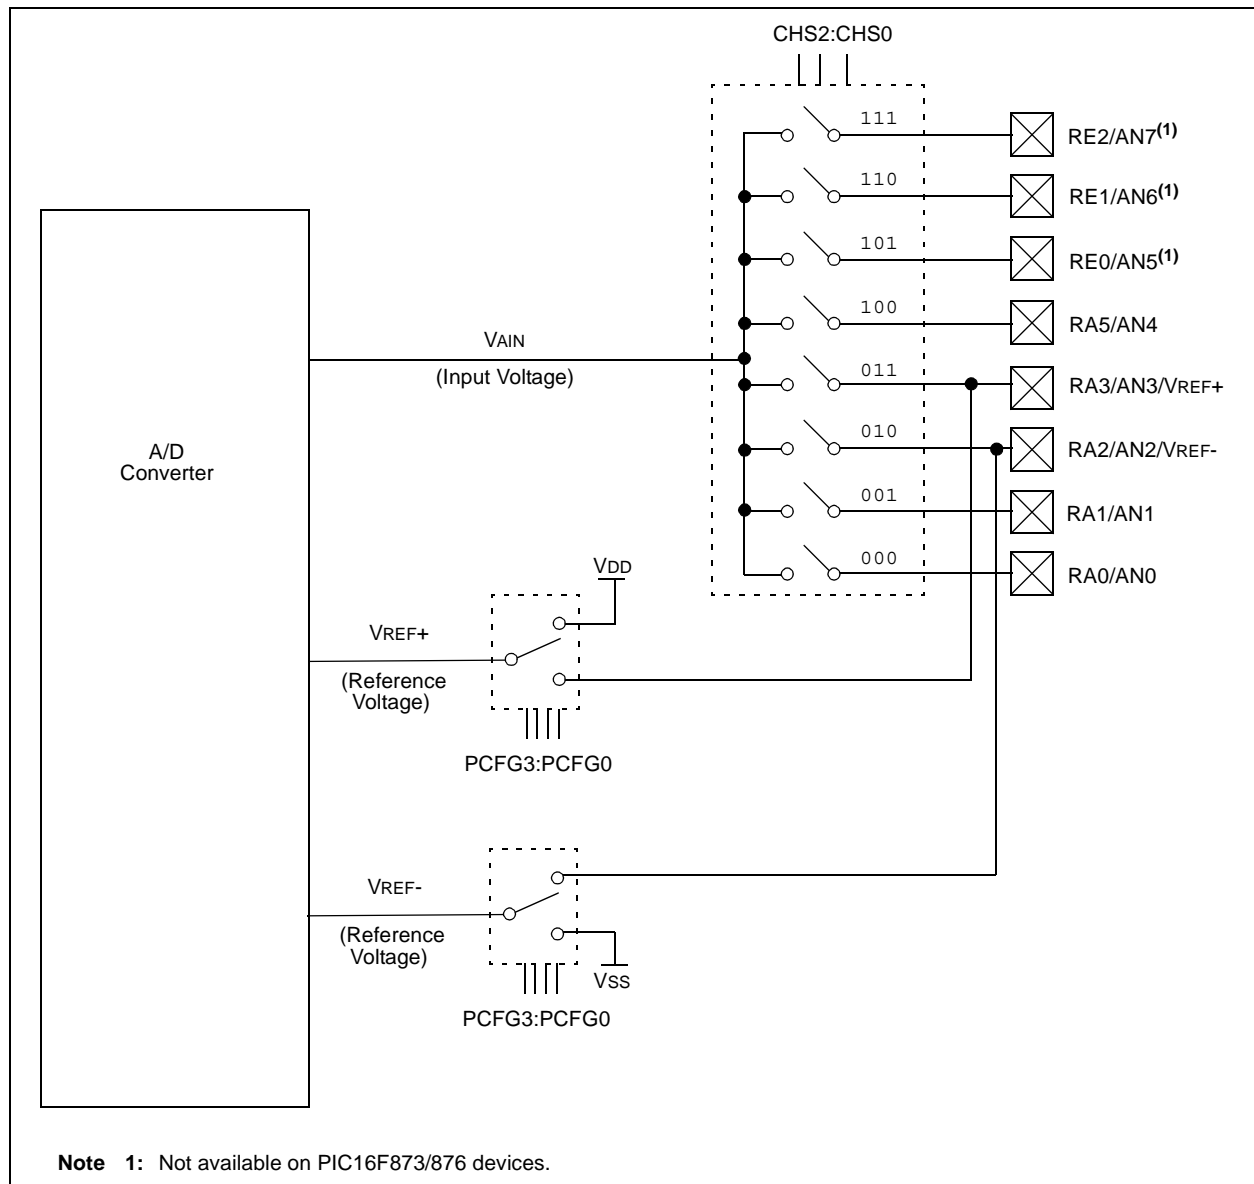 CHS2:CHS0
111
RE2/AN7(1)
110
RE1/AN6(1)
101
RE0/AN5(1)
100
RA5/AN4
VAIN
(Input Voltage)
011
RA3/AN3/VREF+
010
RA2/AN2/VREF-
A/D
Converter
001
RA1/AN1
000
RA0/AN0
VDD
VREF+
(Reference
Voltage)
PCFG3:PCFG0
VREF-
(Reference
Voltage)
VSS
PCFG3:PCFG0
Note 1: Not available on PIC16F873/876 devices.